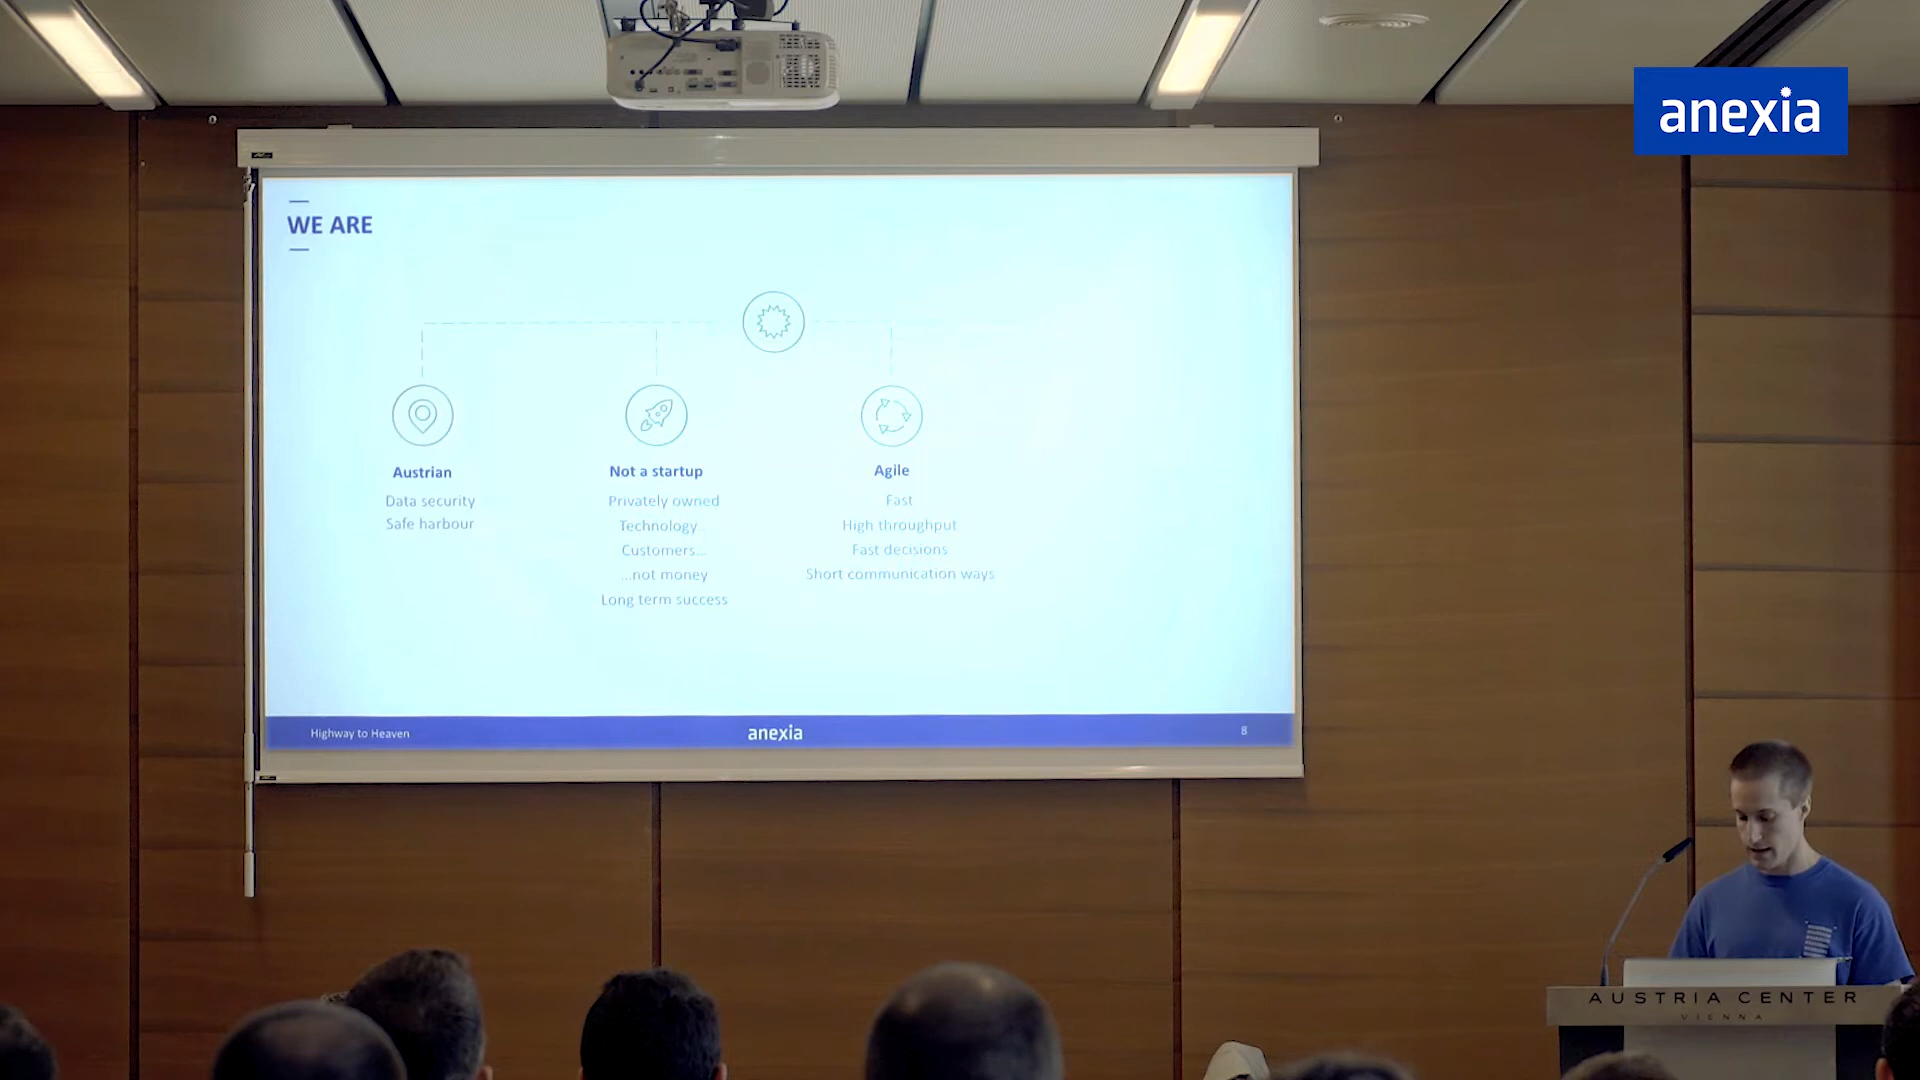 anexia
WE ARE
Austrian
Data security
Safe harbour
Not a startup
Privately owned
Technology..
Customers...
...not money
Long term success
Agile
Fast
High throughput
Fast decisions
Short communication ways
Highway to Heaven
anexia
8
AUSTRIA CENTER
VIENNA